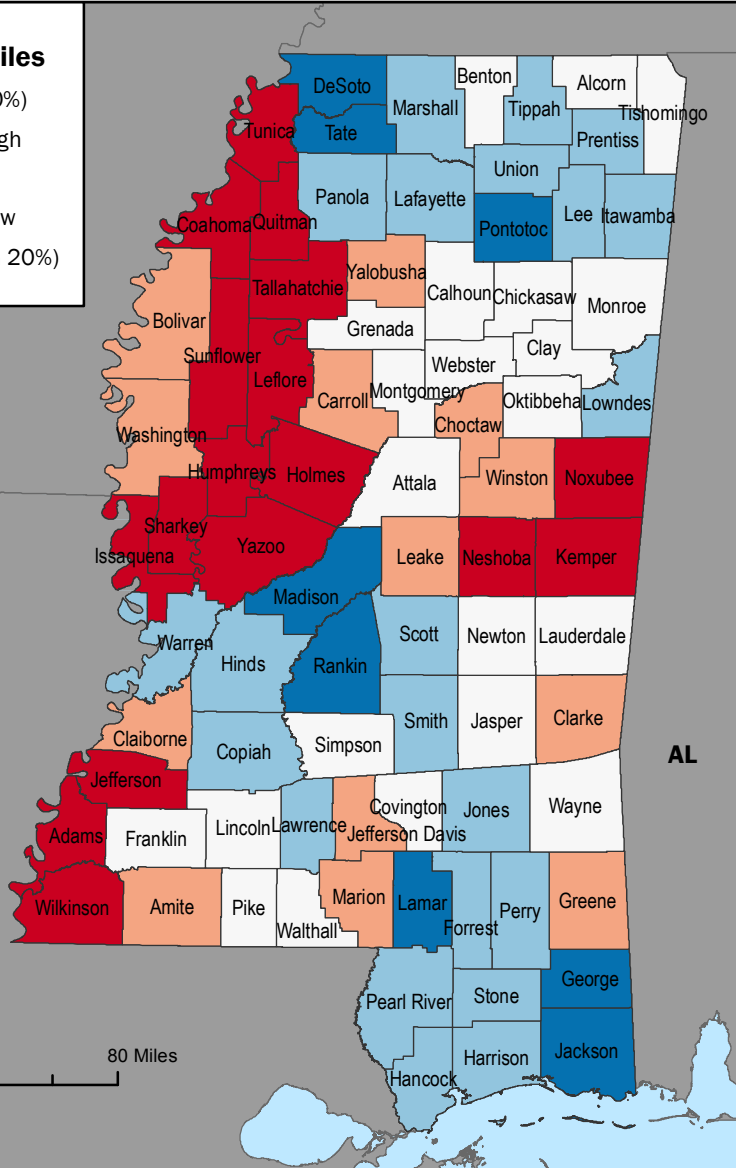 iles
%)
gh
w
20%)
DeSoto
Benton
Alcorn
Marshall
Tippah
Tishomingo
Tunica
Tate
Prentiss
Union
Panola
Lafayette
Coahoma
Quitman
Pontotoc
Lee
Itawamba
Yalobusha
Tallahatchie
Calhoun
Chickasaw
Monroe
Bolivar
Grenada
Sunflower
Clay
Webster
Leflore
Montgomery
Carroll
Oktibbeha
Lowndes
Choctaw
Washington
Humphreys
Holmes
Attala
Winston
Noxubee
Sharkey
Issaquena
Yazoo
Leake
Neshoba
Kemper
Madison
Warren
Hinds
Rankin
Scott
Newton
Lauderdale
Claiborne
Copiah
Simpson
Smith
Jasper
Clarke
AL
Jefferson
Adams
Franklin
Lincoln
Lawrence
Jefferson Davis
Covington
Jones
Wayne
Wilkinson
Amite
Pike
Walthall
Marion
Lamar
Forrest
Perry
Greene
George
Pearl River
Stone
Hancock
Harrison
Jackson
80 Miles